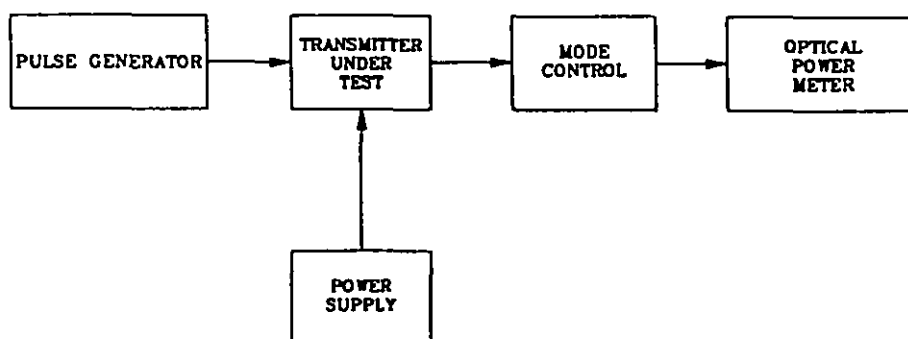 PULSE GENERATOR
TRANSMITTER
UNDER
TEST
MODE
CONTROL
OPTICAL
POWER
METER
POWER
SUPPLY